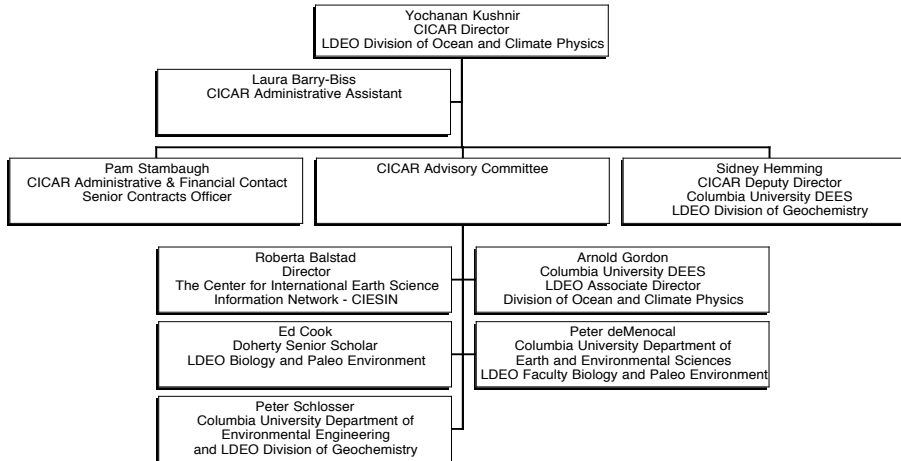 Yochanan Kushnir
CICAR Director
LDEO Division of Ocean and Climate Physics
Laura Barry-Biss
CICAR Administrative Assistant
Pam Stambaugh
CICAR Administrative & Financial Contact
Senior Contracts Officer
CICAR Advisory Committee
Sidney Hemming
CICAR Deputy Director
Columbia University DEES
LDEO Division of Geochemistry
Roberta Balstad
Director
The Center for International Earth Science
Information Network - CIESIN
Arnold Gordon
Columbia University DEES
LDEO Associate Director
Division of Ocean and Climate Physics
Ed Cook
Doherty Senior Scholar
LDEO Biology and Paleo Environment
Peter deMenocal
Columbia University Department of
Earth and Environmental Sciences
LDEO Faculty Biology and Paleo Environment
Peter Schlosser
Columbia University Department of
Environmental Engineering
and LDEO Division of Geochemistry